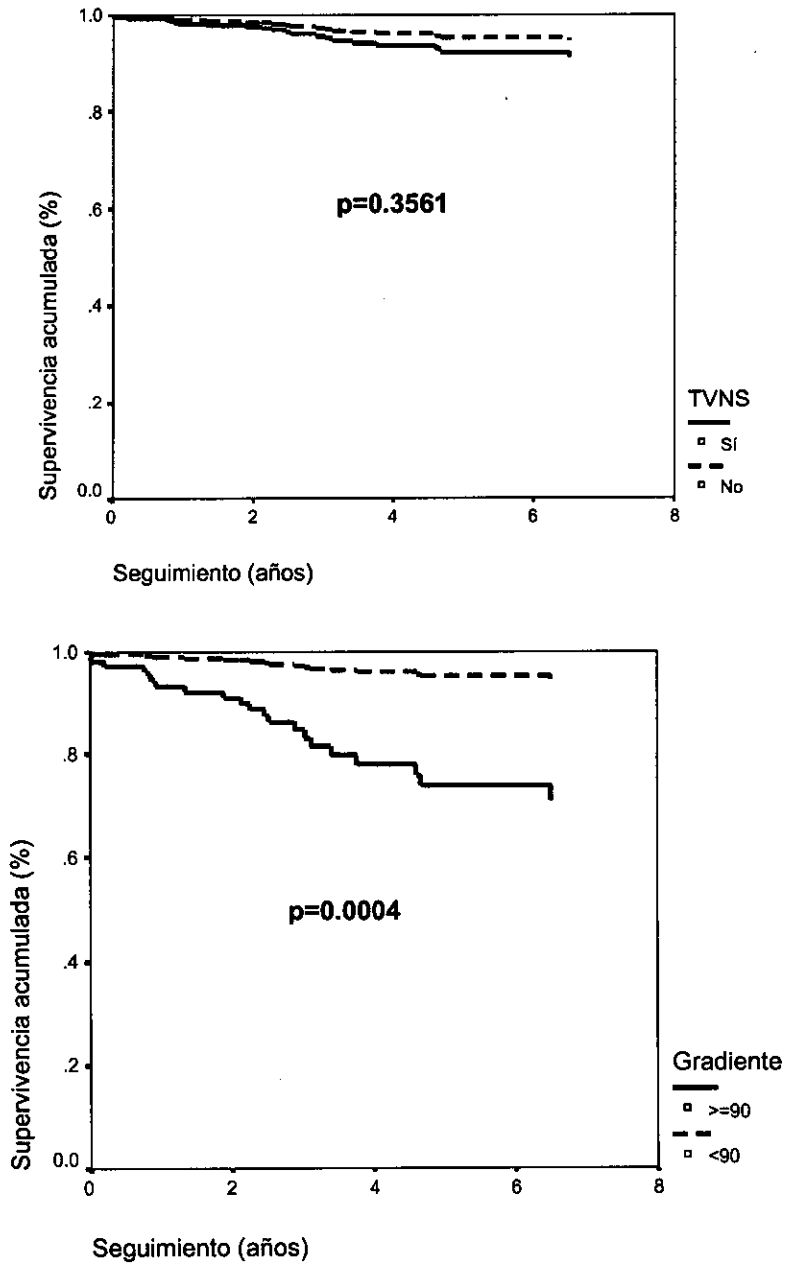 1.0
.8
.6
.4
.2
0.0
Supervivencia acumulada (%)
p=0.3561
0 2 4 6 8
Seguimiento (años)
TVNS
Sí
No
1.0
.8
.6
.4
.2
0.0
Supervivencia acumulada (%)
p=0.0004
0 2 4 6 8
Seguimiento (años)
Gradiente
>=90
<90